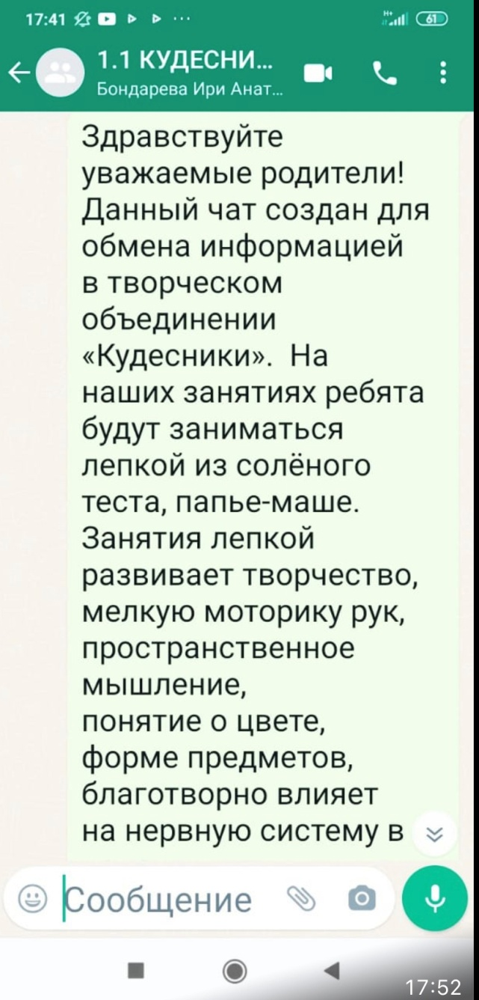 17:41
H+
61
1.1 КУДЕСНИ...
Бондарева Ири Анат...
Здравствуйте
уважаемые родители!
Данный чат создан для
обмена информацией
в творческом
объединении
«Кудесники». На
наших занятиях ребята
будут заниматься
лепкой из солёного
теста, папье-маше.
Занятия лепкой
развивает творчество,
мелкую моторику рук,
пространственное
мышление,
понятие о цвете,
форме предметов,
благотворно влияет
на нервную систему в
Сообщение
17:52